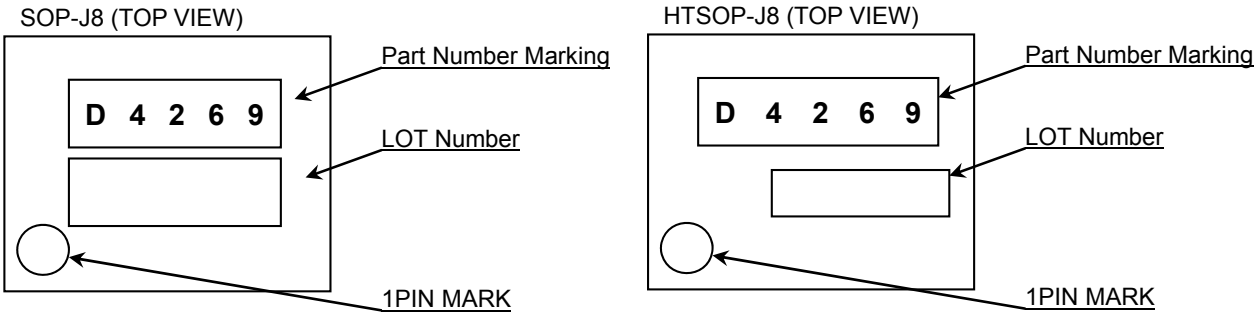 SOP-J8 (TOP VIEW)
Part Number Marking
D 4 2 6 9
LOT Number
1PIN MARK
HTSOP-J8 (TOP VIEW)
Part Number Marking
D 4 2 6 9
LOT Number
1PIN MARK